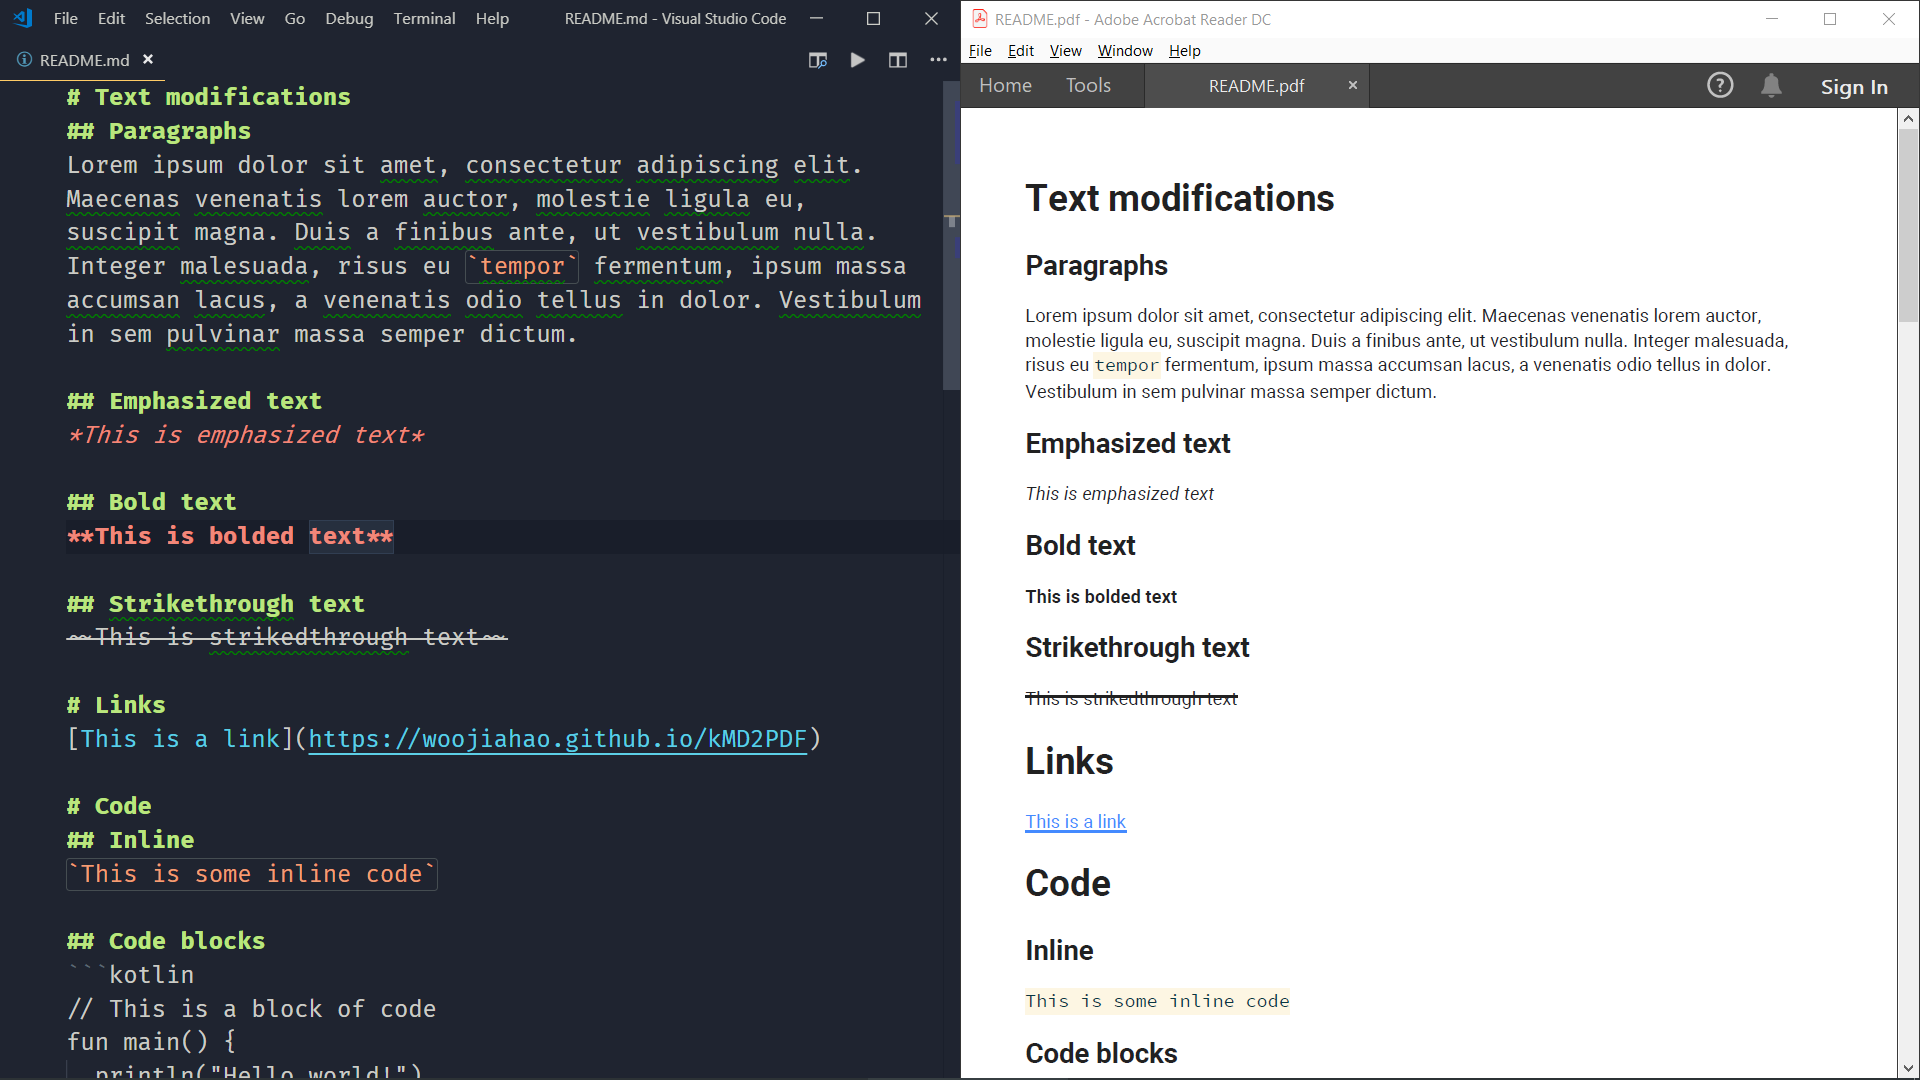 File Edit Selection View Go Debug Terminal Help README.md - Visual Studio Code
README.md
# Text modifications
## Paragraphs
Lorem ipsum dolor sit amet, consectetur adipiscing elit.
Maecenas venenatis lorem auctor, molestie ligula eu,
suscipit magna. Duis a finibus ante, ut vestibulum nulla.
Integer malesuada, risus eu `tempor` fermentum, ipsum massa
accumsan lacus, a venenatis odio tellus in dolor. Vestibulum
in sem pulvinar massa semper dictum.
## Emphasized text
*This is emphasized text*
## Bold text
**This is bolded text**
## Strikethrough text
~~This is strikedthrough text~~
# Links
[This is a link](https://woojiahao.github.io/kMD2PDF)
# Code
## Inline
`This is some inline code`
## Code blocks
```kotlin
// This is a block of code
fun main() {
println("Hello world!")
README.pdf - Adobe Acrobat Reader DC
File Edit View Window Help
Home Tools README.pdf Sign In
Text modifications
Paragraphs
Lorem ipsum dolor sit amet, consectetur adipiscing elit. Maecenas venenatis lorem auctor,
molestie ligula eu, suscipit magna. Duis a finibus ante, ut vestibulum nulla. Integer malesuada,
risus eu tempor fermentum, ipsum massa accumsan lacus, a venenatis odio tellus in dolor.
Vestibulum in sem pulvinar massa semper dictum.
Emphasized text
This is emphasized text
Bold text
This is bolded text
Strikethrough text
This is strikedthrough text
Links
This is a link
Code
Inline
This is some inline code
Code blocks